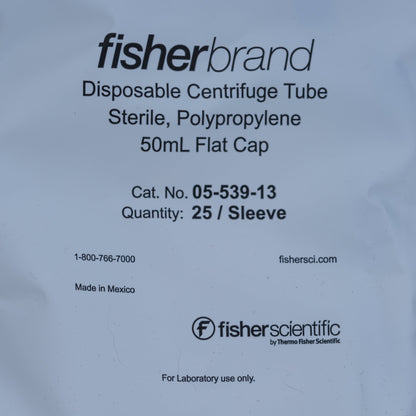 fisherbrand
Disposable Centrifuge Tube
Sterile, Polypropylene
50mL Flat Cap
Cat. No. 05-539-13
Quantity: 25 / Sleeve
1-800-766-7000 fishersci.com
Made in Mexico
f fisherscientific
by Thermo Fisher Scientific
For Laboratory use only.